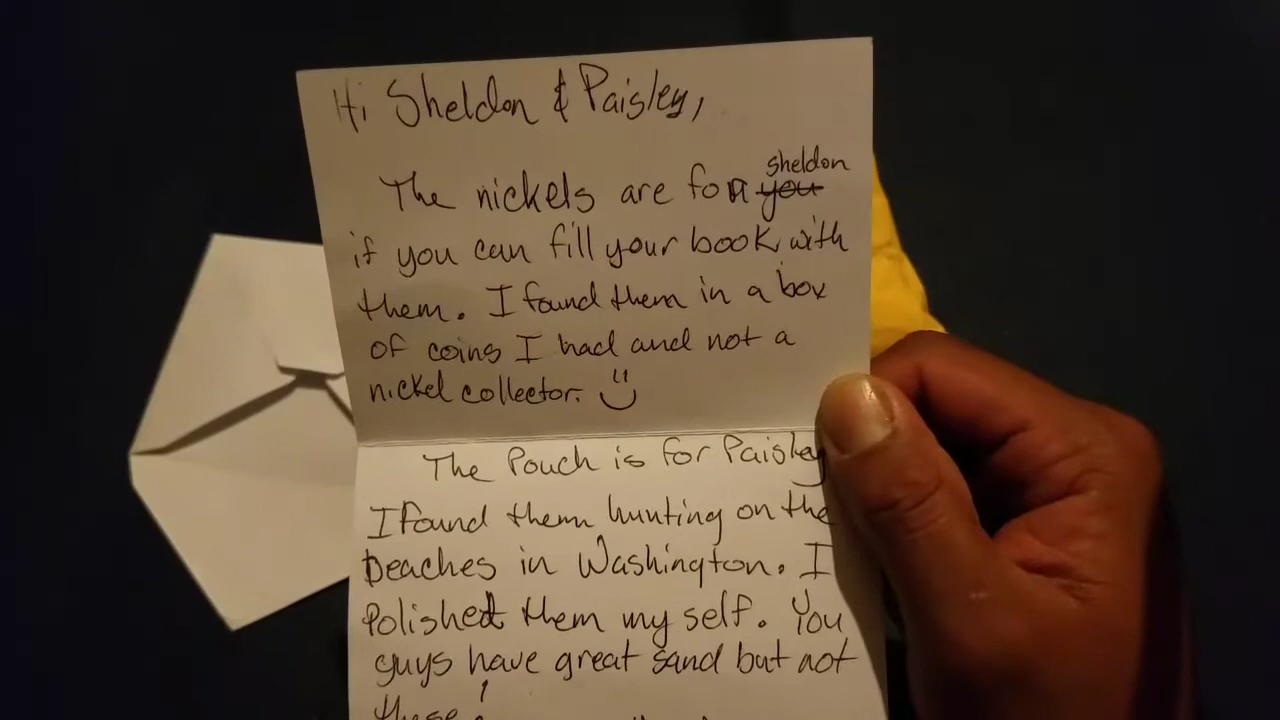 Hi Sheldon & Paisley,
sheldon
The nickels are for you
if you can fill your book with
them. I found them in a box
of coins I had and not a
nickel collector.
The Pouch is for Paisley
I found them hunting on the
beaches in Washington. I
Polished them my self. You
guys have great sand but not
these!